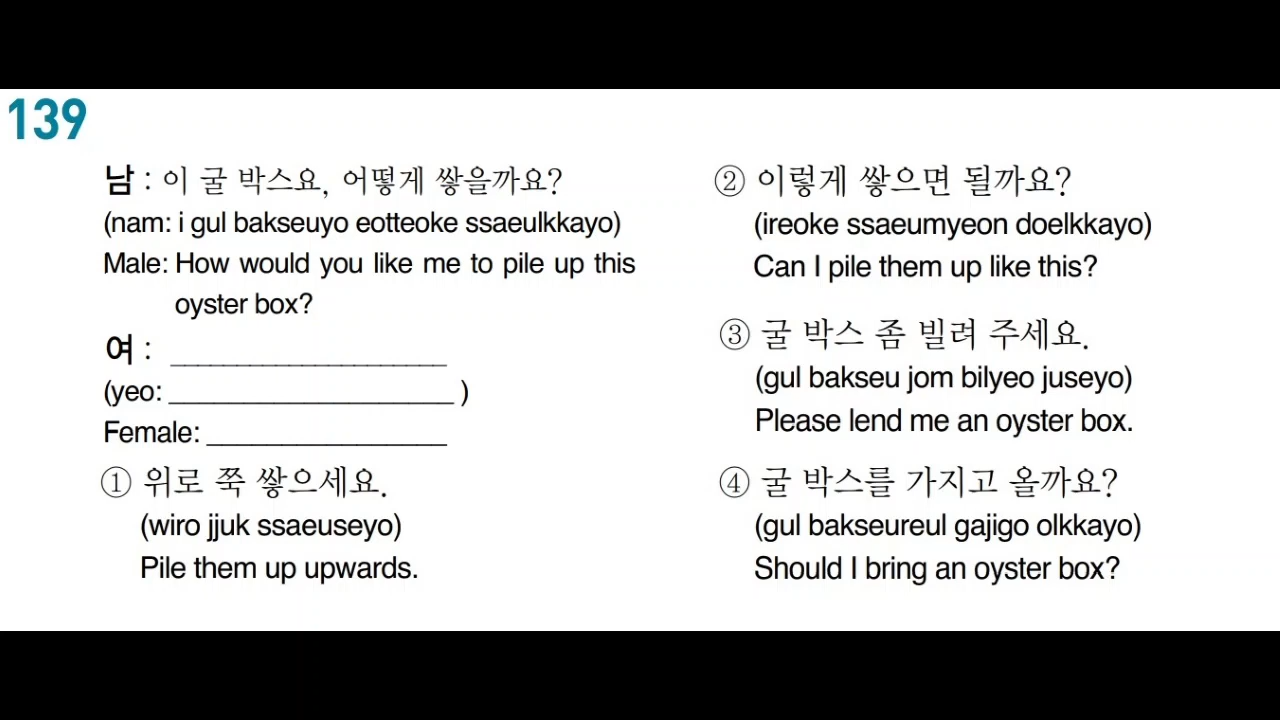 139
남 : 이 굴 박스요, 어떻게 쌓을까요?
(nam: i gul bakseuyo eotteoke ssaeulkkayo)
Male: How would you like me to pile up this
oyster box?
여 : ____________________
(yeo: ____________________ )
Female: ____________________
① 위로 쭉 쌓으세요.
(wiro jjuk ssaeuseyo)
Pile them up upwards.
② 이렇게 쌓으면 될까요?
(ireoke ssaeumyeon doelkkayo)
Can I pile them up like this?
③ 굴 박스 좀 빌려 주세요.
(gul bakseu jom bilyeo juseyo)
Please lend me an oyster box.
④ 굴 박스를 가지고 올까요?
(gul bakseureul gajigo olkkayo)
Should I bring an oyster box?